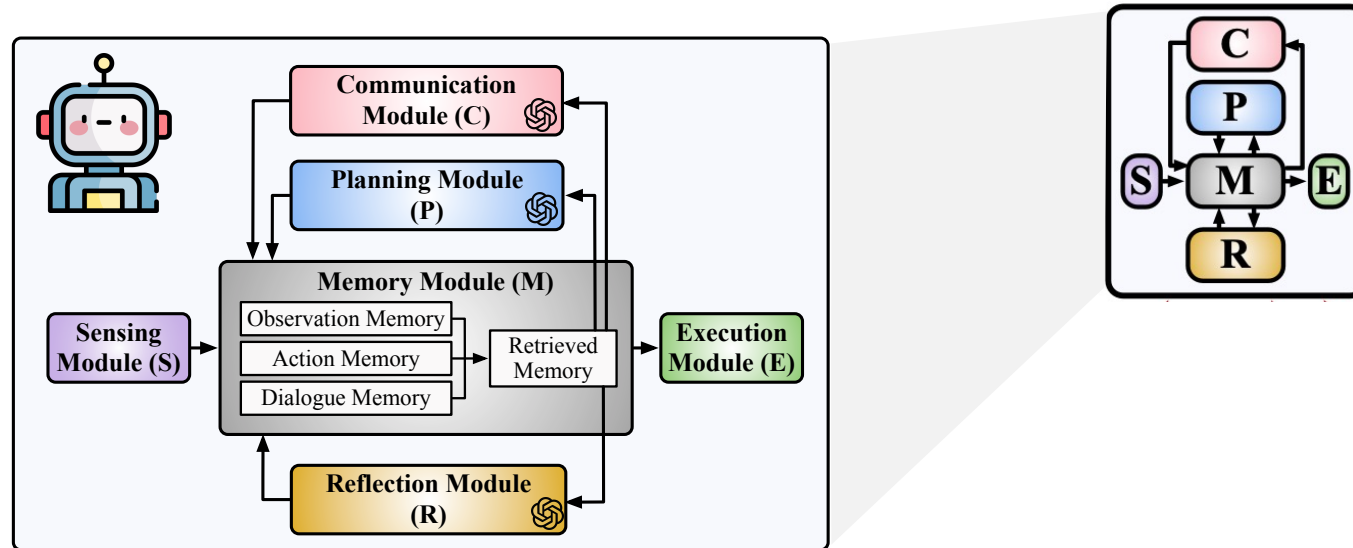 Communication
Module (C)
Planning Module
(P)
Memory Module (M)
Observation Memory
Action Memory
Dialogue Memory
Retrieved
Memory
Sensing
Module (S)
Execution
Module (E)
Reflection Module
(R)
C
P
S
M
E
R